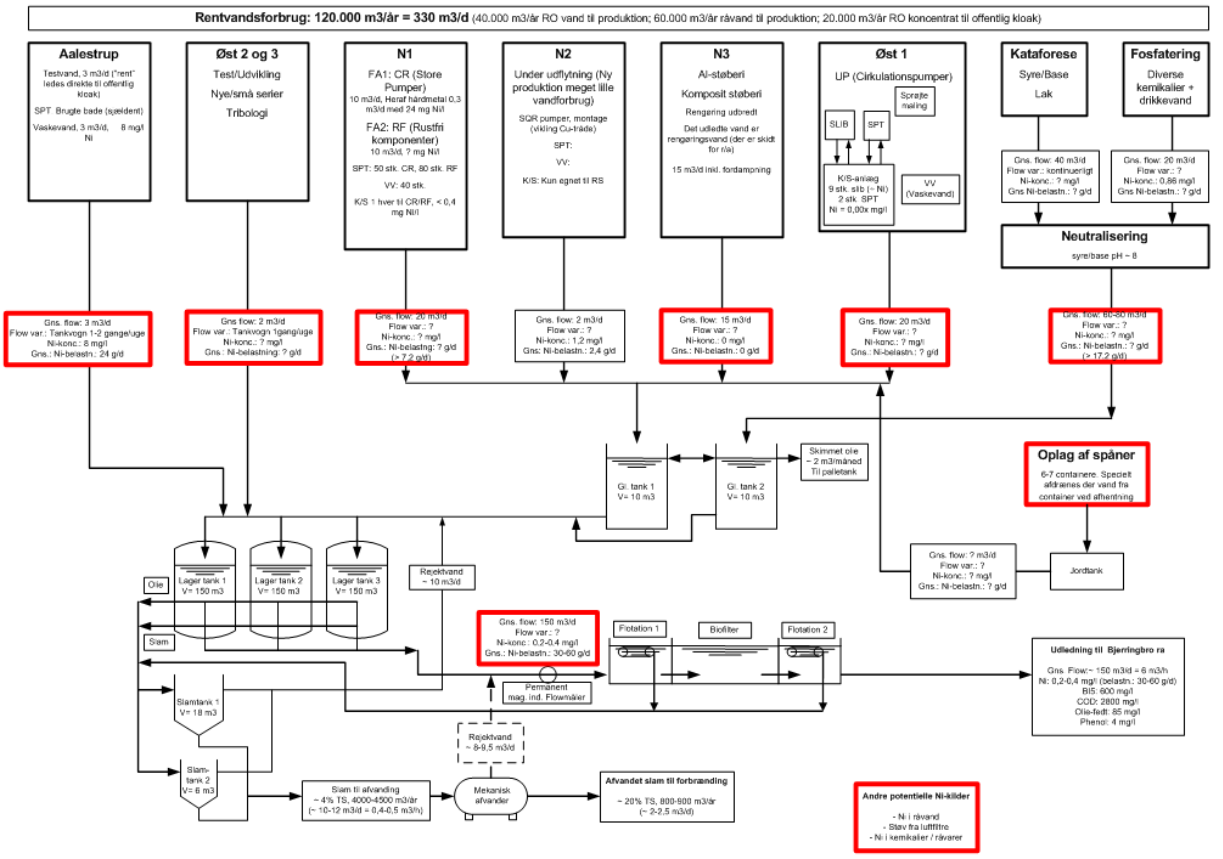 Rentvandsforbrug: 120.000 m3/år = 330 m3/d (40.000 m3/år RO vand til produktion; 60.000 m3/år råvand til produktion; 20.000 m3/år RO koncentrat til offentlig kloak)
Aalestrup
Testvand, 3 m3/d ("rent"
ledes direkte til offentlig
kloak)
SPT: Brugte bade (sjældent)
Vaskevand, 3 m3/d, 8 mg/l
Ni
Øst 2 og 3
Test/Udvikling
Nye/små serier
Tribologi
N1
FA1: CR (Store
Pumper)
10 m3/d, Heraf hårdmetal 0,3
m3/d med 24 mg Ni/l
FA2: RF (Rustfri
komponenter)
10 m3/d, ? mg Ni/l
SPT: 50 stk. CR, 80 stk. RF
VV: 40 stk.
K/S 1 hver til CR/RF, < 0,4
mg Ni/l
N2
Under udflytning (Ny
produktion meget lille
vandforbrug)
SQR pumper, montage
(vikling Cu-tråde)
SPT:
VV:
K/S: Kun egnet til RS
N3
Al-støberi
Komposit støberi
Rengøring udbredt
Det udledte vand er
rengøringsvand (der er skidt
for r/a)
15 m3/d inkl. fordampning
Øst 1
UP (Cirkulationspumper)
Sprøjte
maling
SLIB
SPT
K/S-anlæg
9 stk. slib (~ Ni)
2 stk. SPT
Ni = 0,00x mg/l
VV
(Vaskevand)
Kataforese
Syre/Base
Lak
Fosfatering
Diverse
kemikalier +
drikkevand
Gns. flow: 40 m3/d
Flow var.: kontinuerligt
Ni-konc.: ? mg/l
Gns Ni-belastn.: ? g/d
Gns. flow: 20 m3/d
Flow var.: ?
Ni-konc.: 0,86 mg/l
Gns Ni-belastn.: ? g/d
Neutralisering
syre/base pH ~ 8
Gns. flow: 3 m3/d
Flow var.: Tankvogn 1-2 gange/uge
Ni-konc.: 8 mg/l
Gns.: Ni-belastn.: 24 g/d
Gns flow: 2 m3/d
Flow var.: Tankvogn 1gang/uge
Ni-konc.: ? mg/l
Gns.: Ni-belastning: ? g/d
Gns. flow: 20 m3/d
Flow var.: ?
Ni-konc.: ? mg/l
Gns.: Ni-belastng: ? g/d
(> 7,2 g/d)
Gns. flow: 2 m3/d
Flow var.: ?
Ni-konc.: 1,2 mg/l
Gns: Ni-belastn.: 2,4 g/d
Gns. flow: 15 m3/d
Flow var.: ?
Ni-konc.: 0 mg/l
Gns.: Ni-belastn.: 0 g/d
Gns. flow: 20 m3/d
Flow var.: ?
Ni-konc.: ? mg/l
Gns.: Ni-belastn.: ? g/d
Gns. flow: 60-80 m3/d
Flow var.: ?
Ni-konc.: ? mg/l
Gns.: Ni-belastn.: ? g/d
(> 17,2 g/d)
Gl. tank 1
V= 10 m3
Gl. tank 2
V= 10 m3
Skimmet olie
~ 2 m3/måned
Til palletank
Oplag af spåner
6-7 containere. Specielt
afdrænes der vand fra
container ved afhentning
Lager tank 1
V= 150 m3
Lager tank 2
V= 150 m3
Lager tank 3
V= 150 m3
Olie
Slam
Rejektvand
~ 10 m3/d
Gns. flow: ? m3/d
Flow var.: ?
Ni-konc.: ? mg/l
Gns.: Ni-belastn.: ? g/d
Jordtank
Gns. flow: 150 m3/d
Flow var.: ?
Ni-konc.: 0,2-0,4 mg/l
Gns.: Ni-belastn.: 30-60 g/d
Flotation 1
Biofilter
Flotation 2
Permanent
mag. ind. Flowmåler
Udledning til Bjerringbro ra
Gns. Flow:~ 150 m3/d = 6 m3/h
Ni: 0,2-0,4 mg/l (belastn.: 30-60 g/d)
BI5: 600 mg/l
COD: 2800 mg/l
Olie-fedt: 85 mg/l
Phenol: 4 mg/l
Slamtank 1
V= 18 m3
Slam-
tank 2
V= 6 m3
Rejektvand
~ 8-9,5 m3/d
Slam til afvanding
~ 4% TS, 4000-4500 m3/år
(~ 10-12 m3/d = 0,4-0,5 m3/h)
Mekanisk
afvander
Afvandet slam til forbrænding
~ 20% TS, 800-900 m3/år
(~ 2-2,5 m3/d)
Andre potentielle Ni-kilder
- Ni i råvand
- Støv fra luftfiltre
- Ni i kemikalier / råvarer